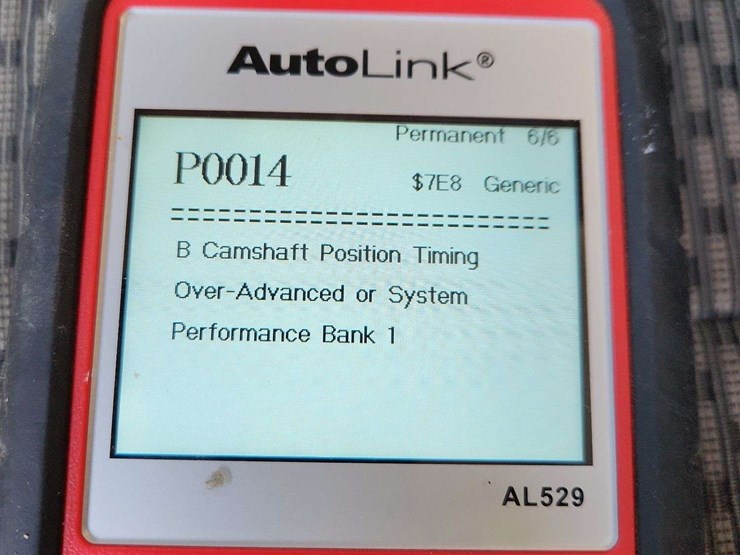 AutoLink®
Permanent 6/6
P0014
$7E8 Generic
==============================
B Camshaft Position Timing
Over-Advanced or System
Performance Bank 1
AL529